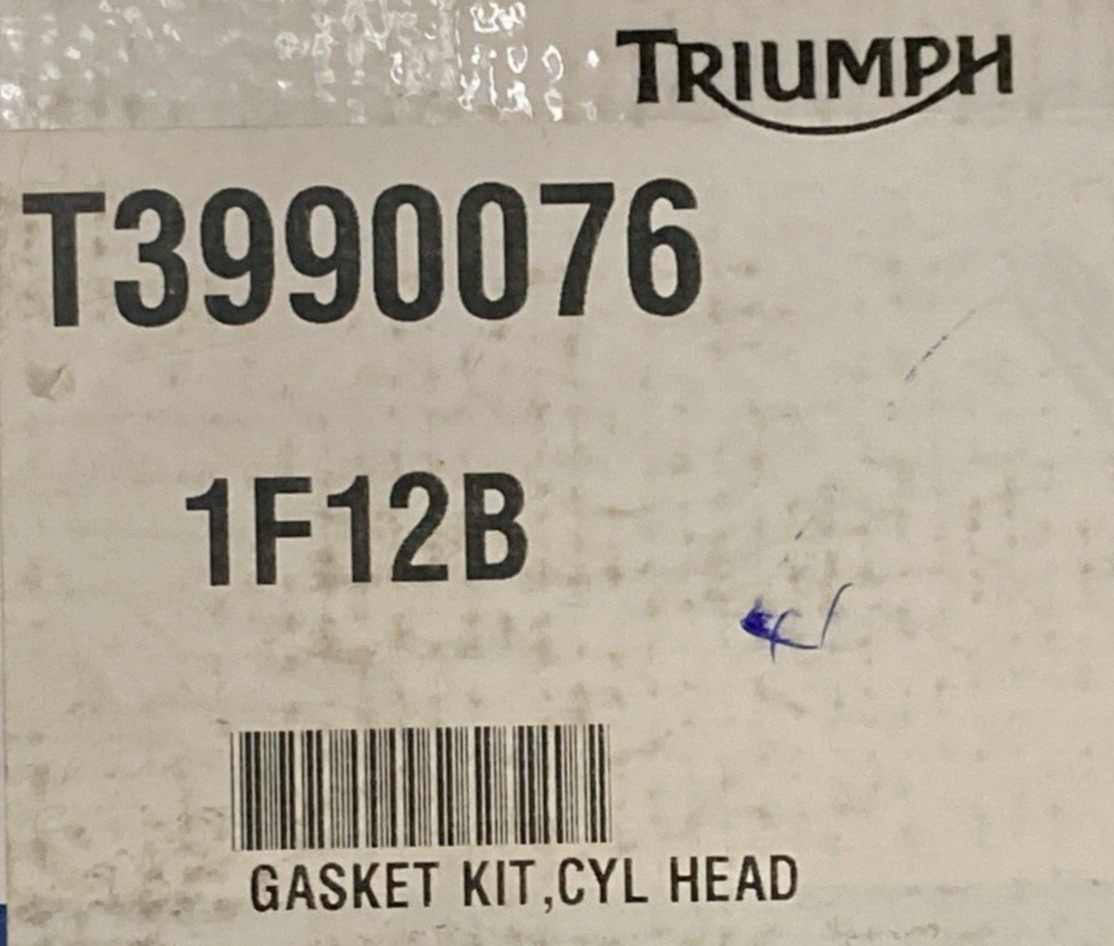 TRIUMPH
T3990076
1F12B
GASKET KIT,CYL HEAD